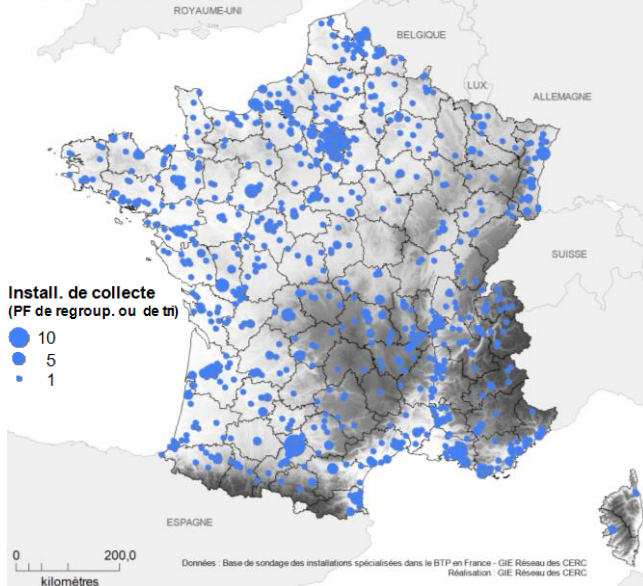 ROYAUME-UNI
BELGIQUE
LUX.
ALLEMAGNE
SUISSE
Install. de collecte
(PF de regroup. ou de tri)
10
5
1
ESPAGNE
0 200,0
kilomètres
Données : Base de sondage des installations spécialisées dans le BTP en France - GIE Réseau des CERC
Réalisation : GIE Réseau des CERC